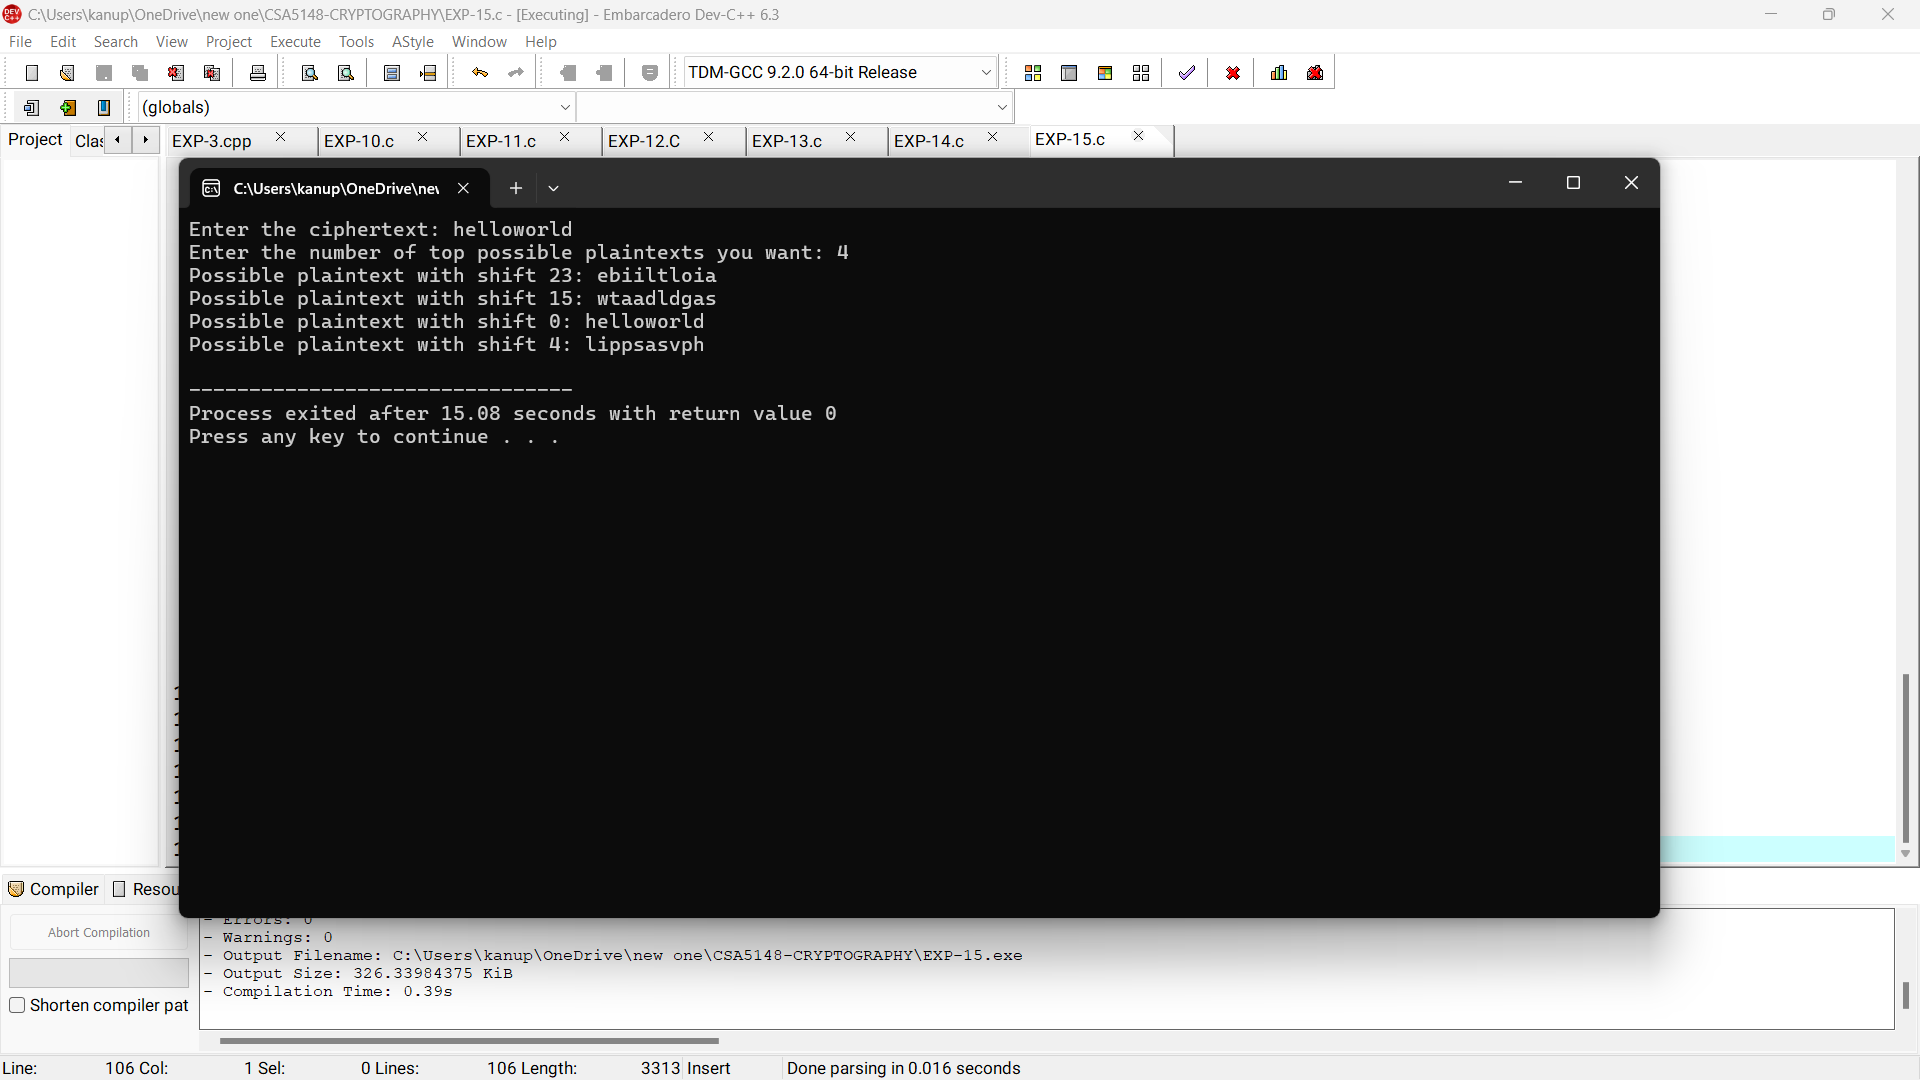 C:\Users\kanup\OneDrive\new one\CSA5148-CRYPTOGRAPHY\EXP-15.c - [Executing] - Embarcadero Dev-C++ 6.3
File Edit Search View Project Execute Tools AStyle Window Help
TDM-GCC 9.2.0 64-bit Release
(globals)
Project Clas EXP-3.cpp EXP-10.c EXP-11.c EXP-12.C EXP-13.c EXP-14.c EXP-15.c
C:\Users\kanup\OneDrive\new
Enter the ciphertext: helloworld
Enter the number of top possible plaintexts you want: 4
Possible plaintext with shift 23: ebiiltloia
Possible plaintext with shift 15: wtaadldgas
Possible plaintext with shift 0: helloworld
Possible plaintext with shift 4: lippsasvph
--------------------------------
Process exited after 15.08 seconds with return value 0
Press any key to continue . . .
Compiler Resou
Abort Compilation
Shorten compiler pat
- Errors: 0
- Warnings: 0
- Output Filename: C:\Users\kanup\OneDrive\new one\CSA5148-CRYPTOGRAPHY\EXP-15.exe
- Output Size: 326.33984375 KiB
- Compilation Time: 0.39s
Line: 106 Col: 1 Sel: 0 Lines: 106 Length: 3313 Insert Done parsing in 0.016 seconds